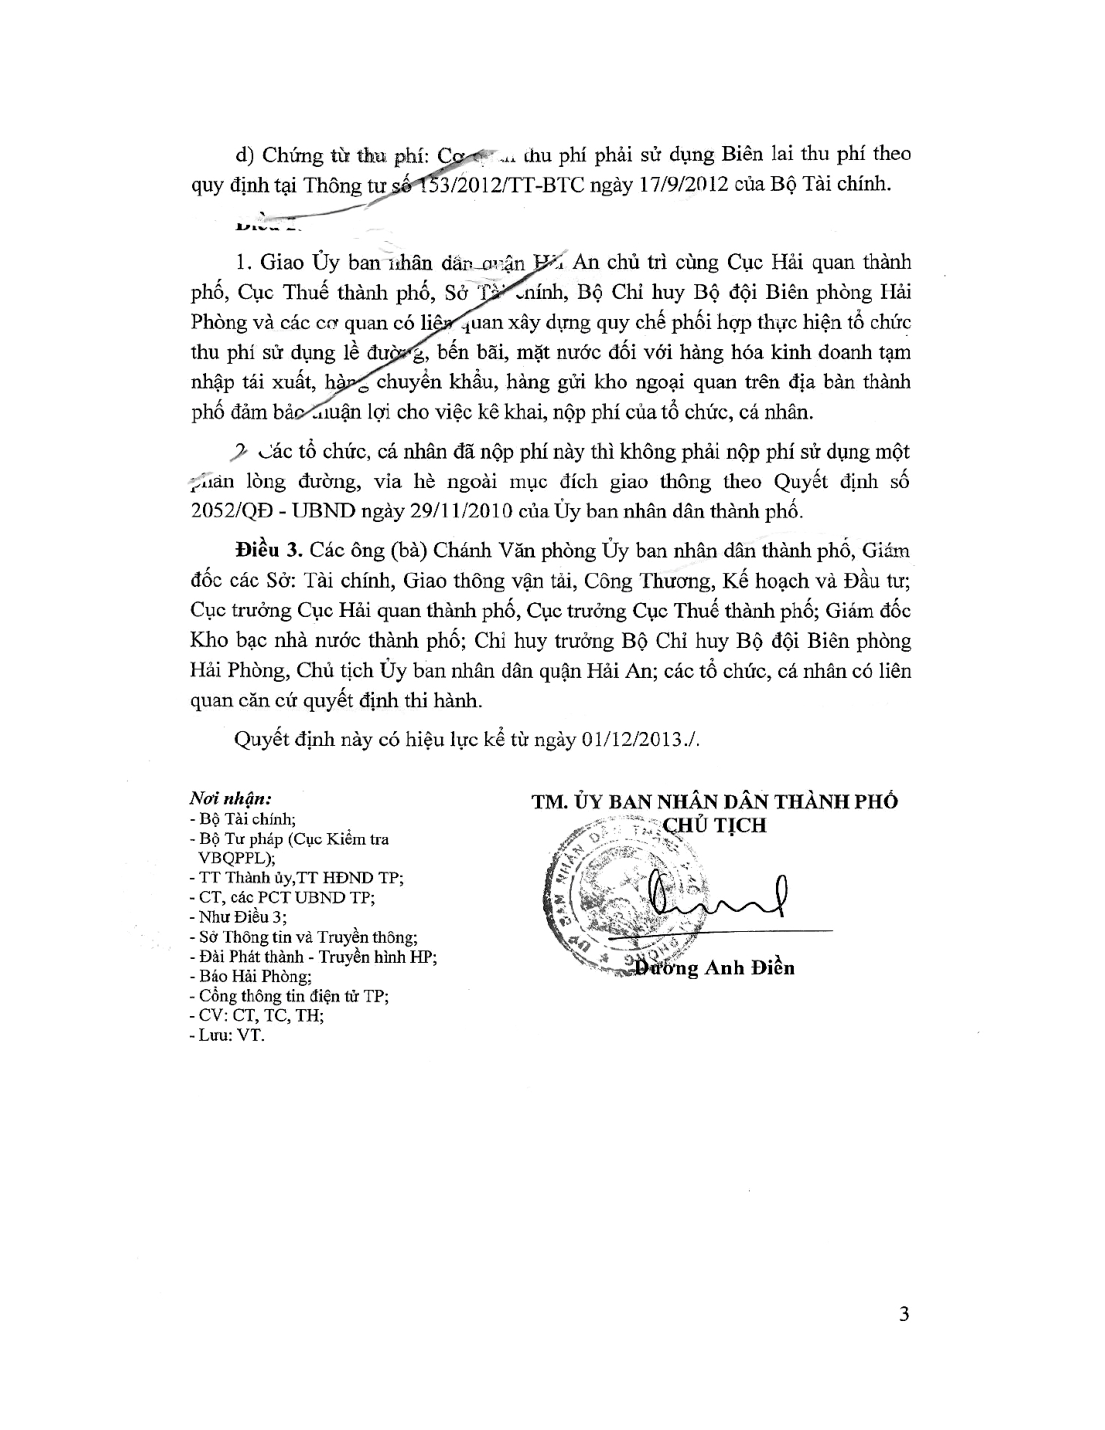 d) Chứng từ thu phí: Cơ thu phí phải sử dụng Biên lai thu phí theo
quy định tại Thông tư số 153/2012/TT-BTC ngày 17/9/2012 của Bộ Tài chính.
1. Giao Ủy ban nhân dân quận Hải An chủ trì cùng Cục Hải quan thành
phố, Cục Thuế thành phố, Sở Tài chính, Bộ Chỉ huy Bộ đội Biên phòng Hải
Phòng và các cơ quan có liên quan xây dựng quy chế phối hợp thực hiện tổ chức
thu phí sử dụng lề đường, bến bãi, mặt nước đối với hàng hóa kinh doanh tạm
nhập tái xuất, hàng chuyển khẩu, hàng gửi kho ngoại quan trên địa bàn thành
phố đảm bảo thuận lợi cho việc kê khai, nộp phí của tổ chức, cá nhân.
2. Các tổ chức, cá nhân đã nộp phí này thì không phải nộp phí sử dụng một
phần lòng đường, vỉa hè ngoài mục đích giao thông theo Quyết định số
2052/QĐ - UBND ngày 29/11/2010 của Ủy ban nhân dân thành phố.
Điều 3. Các ông (bà) Chánh Văn phòng Ủy ban nhân dân thành phố, Giám
đốc các Sở: Tài chính, Giao thông vận tải, Công Thương, Kế hoạch và Đầu tư;
Cục trưởng Cục Hải quan thành phố, Cục trưởng Cục Thuế thành phố; Giám đốc
Kho bạc nhà nước thành phố; Chỉ huy trưởng Bộ Chỉ huy Bộ đội Biên phòng
Hải Phòng, Chủ tịch Ủy ban nhân dân quận Hải An; các tổ chức, cá nhân có liên
quan căn cứ quyết định thi hành.
Quyết định này có hiệu lực kể từ ngày 01/12/2013./.
Nơi nhận:
- Bộ Tài chính;
- Bộ Tư pháp (Cục Kiểm tra
VBQPPL);
- TT Thành ủy,TT HĐND TP;
- CT, các PCT UBND TP;
- Như Điều 3;
- Sở Thông tin và Truyền thông;
- Đài Phát thành - Truyền hình HP;
- Báo Hải Phòng;
- Cổng thông tin điện tử TP;
- CV: CT, TC, TH;
- Lưu: VT.
TM. ỦY BAN NHÂN DÂN THÀNH PHỐ
CHỦ TỊCH
Dương Anh Điền
3